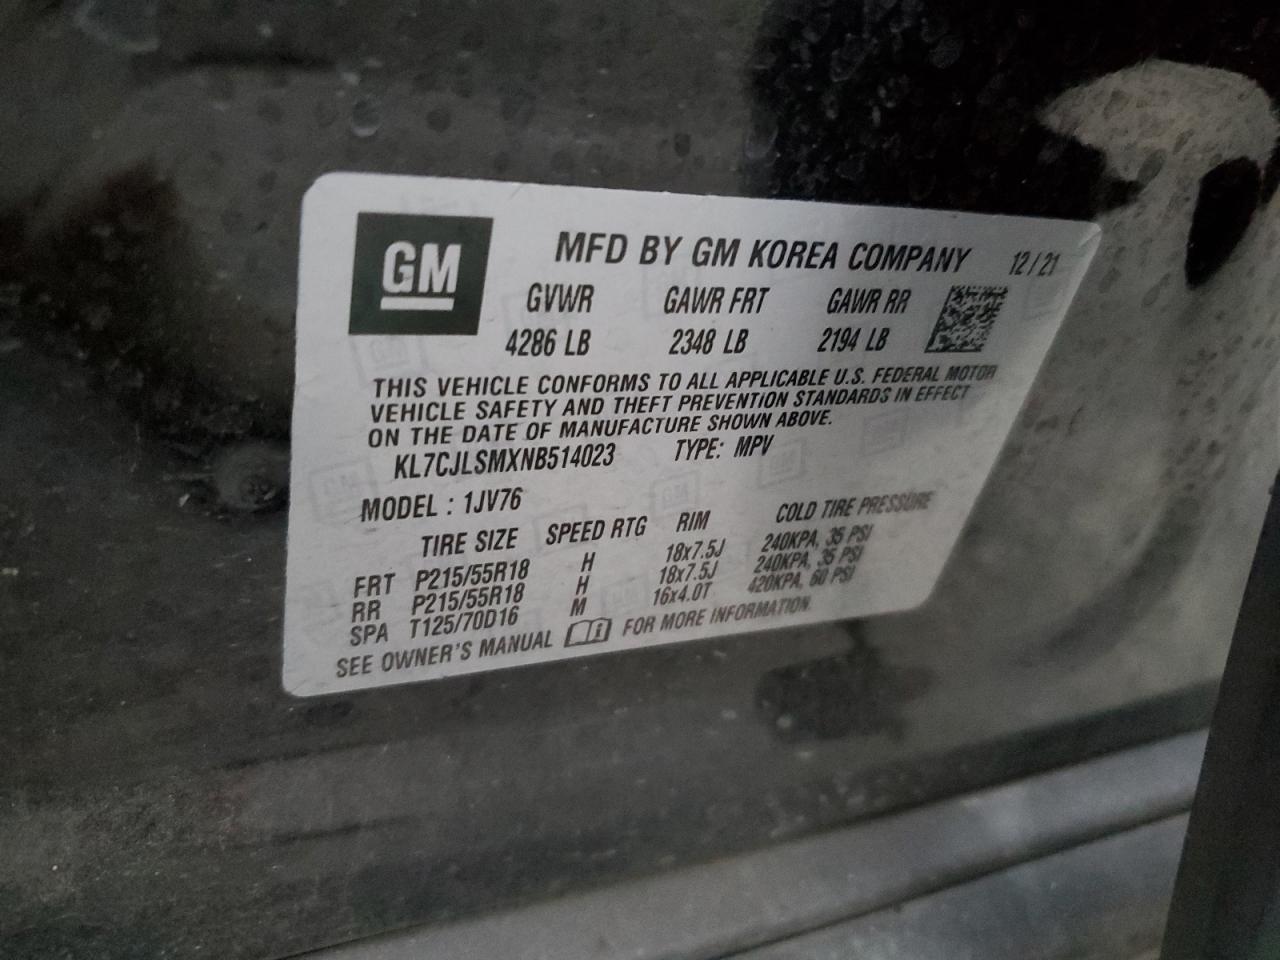 GM
MFD BY GM KOREA COMPANY 12/21
GVWR GAWR FRT GAWR RR
4286 LB 2348 LB 2194 LB
THIS VEHICLE CONFORMS TO ALL APPLICABLE U.S. FEDERAL MOTOR
VEHICLE SAFETY AND THEFT PREVENTION STANDARDS IN EFFECT
ON THE DATE OF MANUFACTURE SHOWN ABOVE.
KL7CJLSMXNB514023 TYPE: MPV
MODEL : 1JV76
TIRE SIZE SPEED RTG RIM COLD TIRE PRESSURE
FRT P215/55R18 H 18x7.5J 240KPA, 35 PSI
RR P215/55R18 H 18x7.5J 240KPA, 35 PSI
SPA T125/70D16 M 16x4.0T 420KPA, 60 PSI
SEE OWNER'S MANUAL FOR MORE INFORMATION.